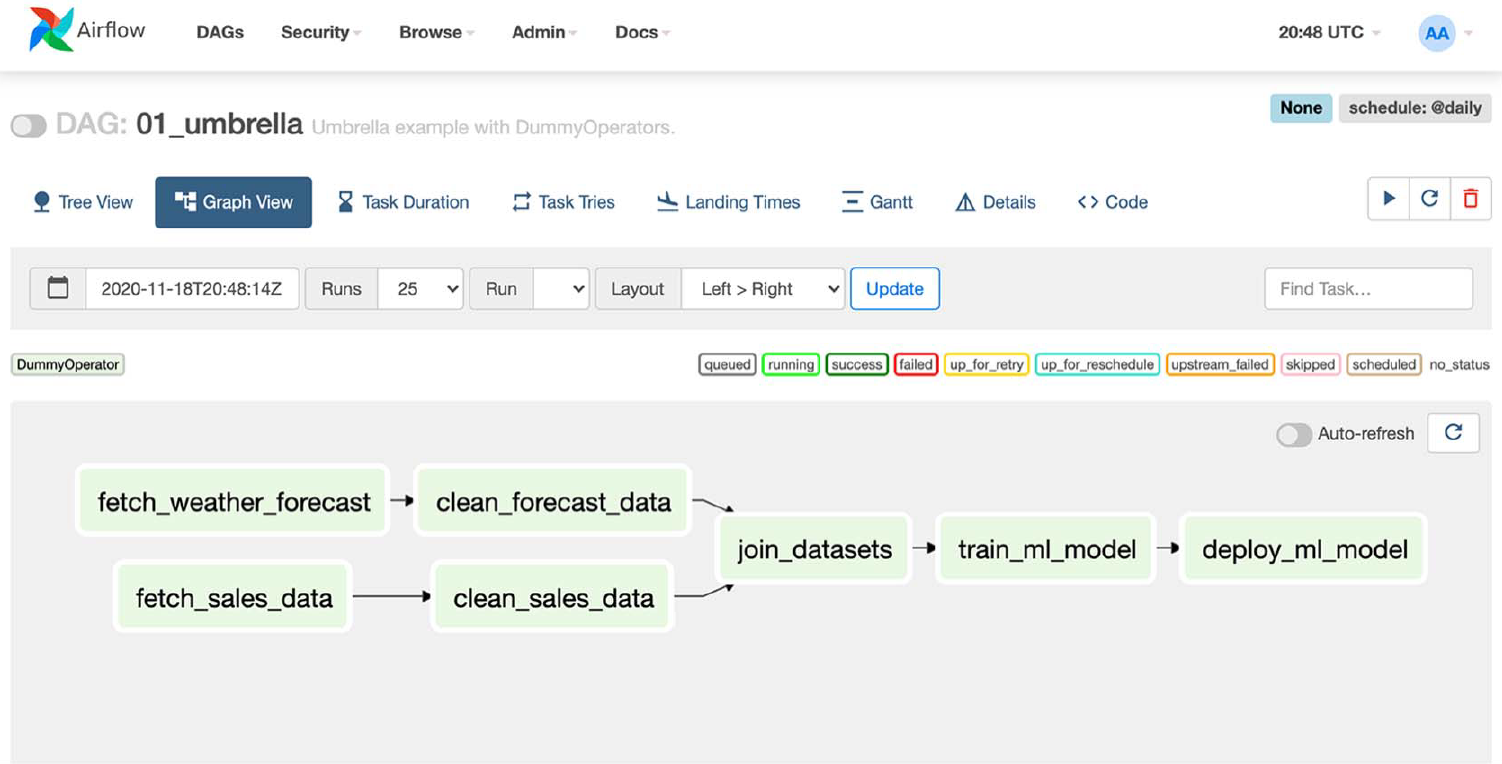 Airflow DAGs Security Browse Admin Docs 20:48 UTC AA
None schedule: @daily
DAG: 01_umbrella Umbrella example with DummyOperators.
Tree View Graph View Task Duration Task Tries Landing Times Gantt Details <> Code
2020-11-18T20:48:14Z Runs 25 Run Layout Left > Right Update Find Task...
DummyOperator queued running success failed up_for_retry up_for_reschedule upstream_failed skipped scheduled no_status
Auto-refresh
fetch_weather_forecast clean_forecast_data
join_datasets train_ml_model deploy_ml_model
fetch_sales_data clean_sales_data